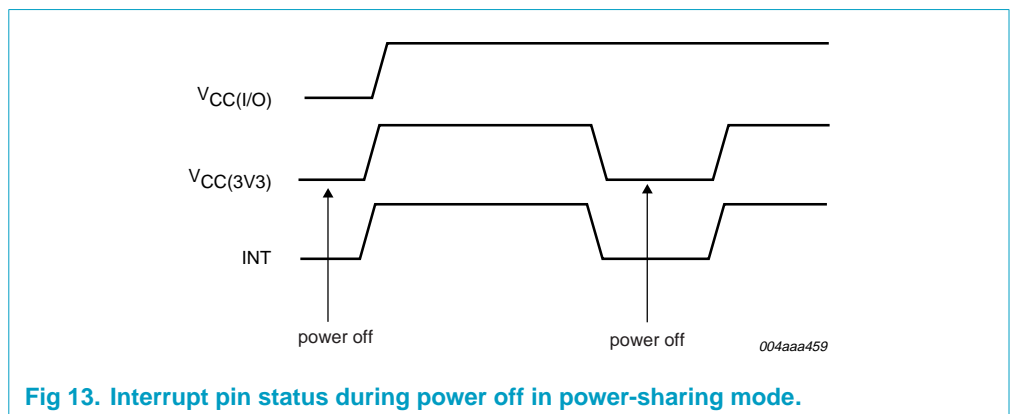 VCC(I/O)
VCC(3V3)
INT
power off
power off
004aaa459
Fig 13. Interrupt pin status during power off in power-sharing mode.